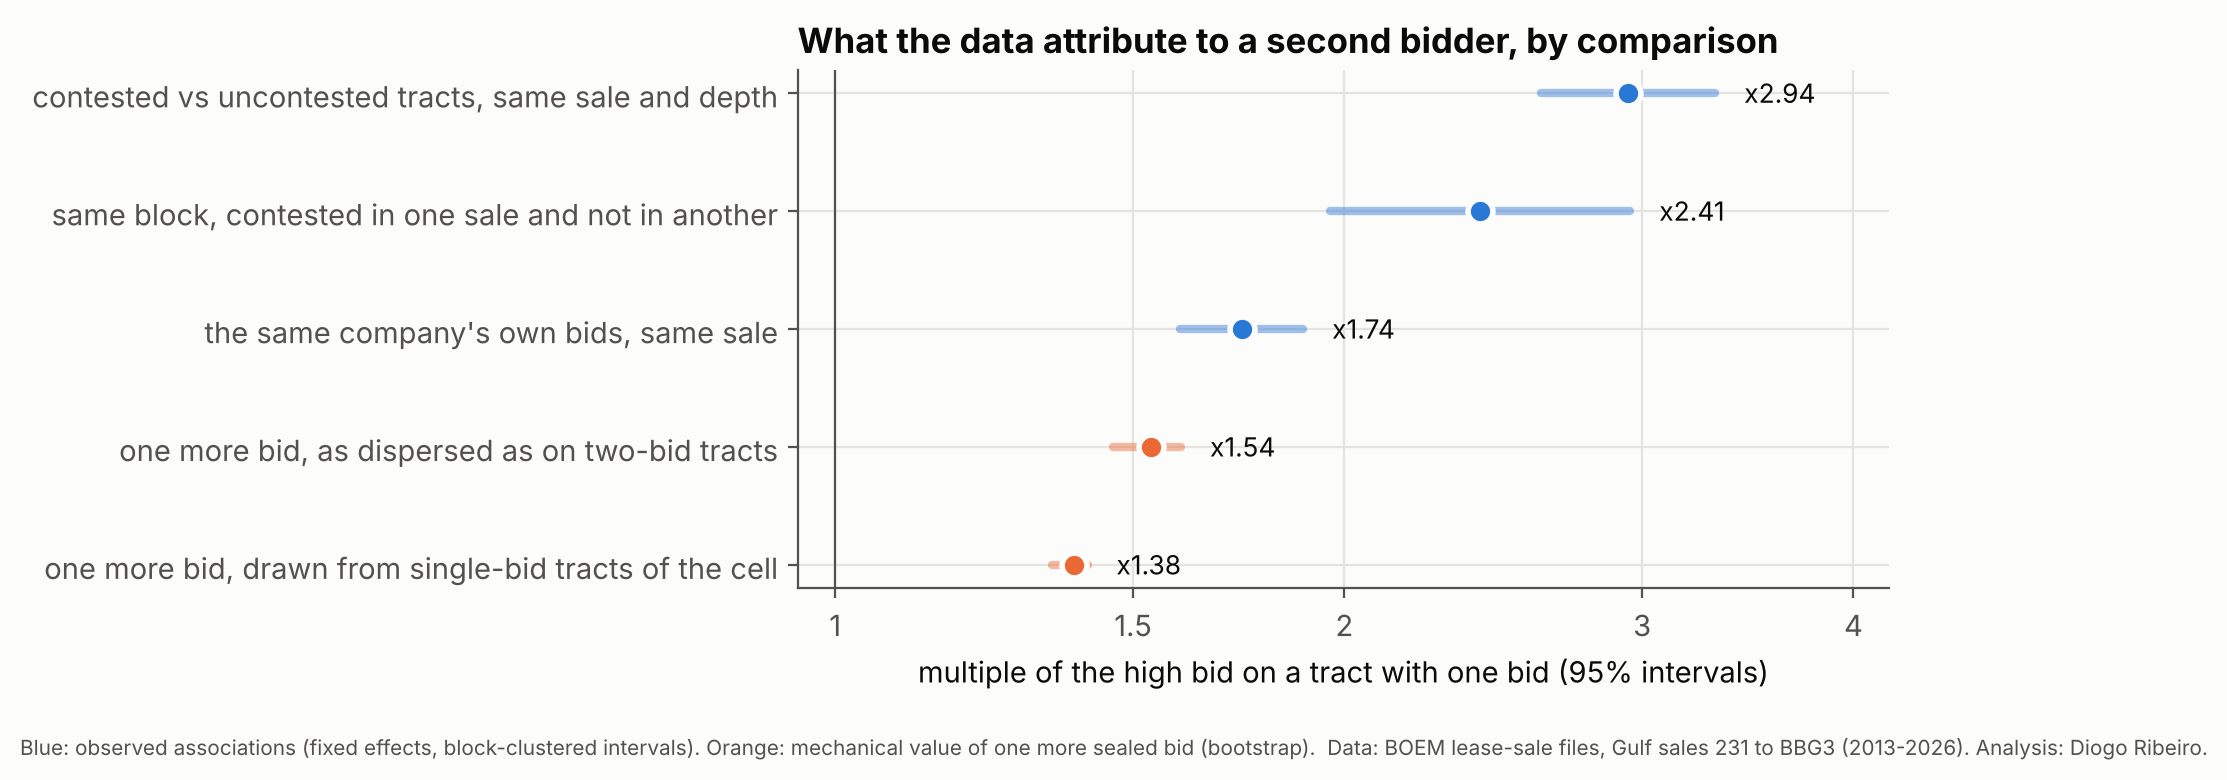 What the data attribute to a second bidder, by comparison
contested vs uncontested tracts, same sale and depth
x2.94
same block, contested in one sale and not in another
x2.41
the same company's own bids, same sale
x1.74
one more bid, as dispersed as on two-bid tracts
x1.54
one more bid, drawn from single-bid tracts of the cell
x1.38
1
1.5
2
3
4
multiple of the high bid on a tract with one bid (95% intervals)
Blue: observed associations (fixed effects, block-clustered intervals). Orange: mechanical value of one more sealed bid (bootstrap).  Data: BOEM lease-sale files, Gulf sales 231 to BBG3 (2013-2026). Analysis: Diogo Ribeiro.